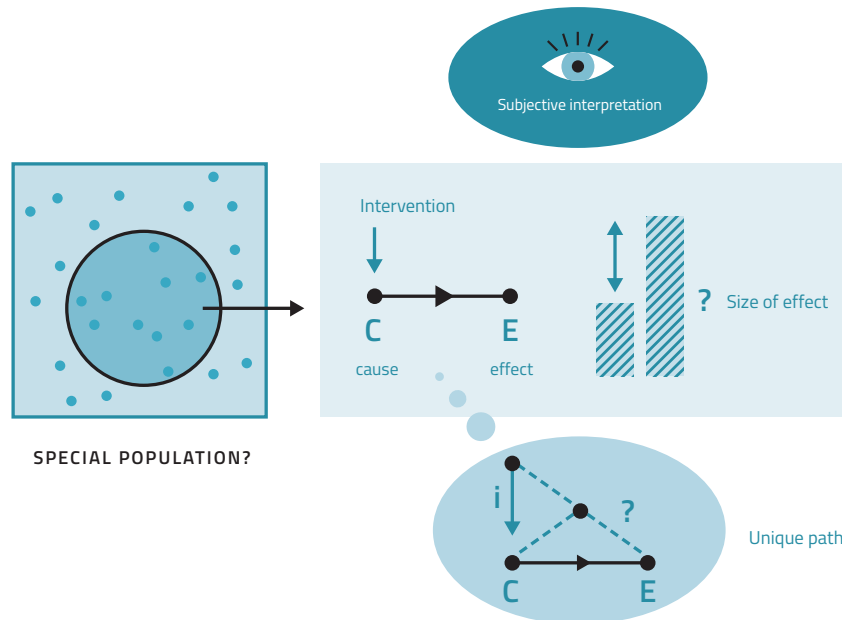 Subjective interpretation
Intervention
C
E
cause
effect
? Size of effect
SPECIAL POPULATION?
i
?
Unique path
C
E